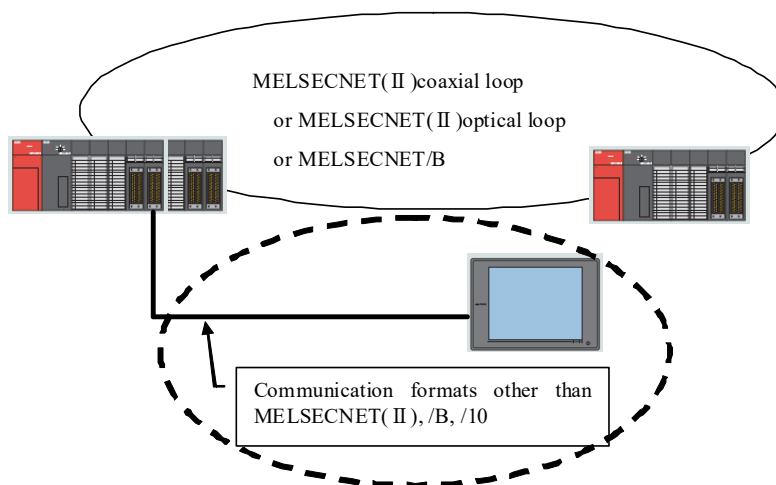 MELSECNET(Ⅱ)coaxial loop
or MELSECNET(Ⅱ)optical loop
or MELSECNET/B
Communication formats other than
MELSECNET(Ⅱ), /B, /10